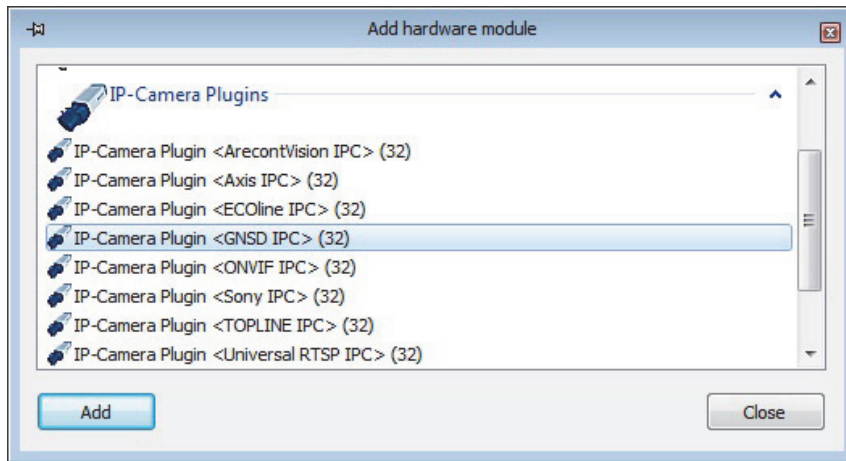 Add hardware module
IP-Camera Plugins
IP-Camera Plugin <ArecontVision IPC> (32)
IP-Camera Plugin <Axis IPC> (32)
IP-Camera Plugin <ECOline IPC> (32)
IP-Camera Plugin <GNSD IPC> (32)
IP-Camera Plugin <ONVIF IPC> (32)
IP-Camera Plugin <Sony IPC> (32)
IP-Camera Plugin <TOPLINE IPC> (32)
IP-Camera Plugin <Universal RTSP IPC> (32)
Add
Close